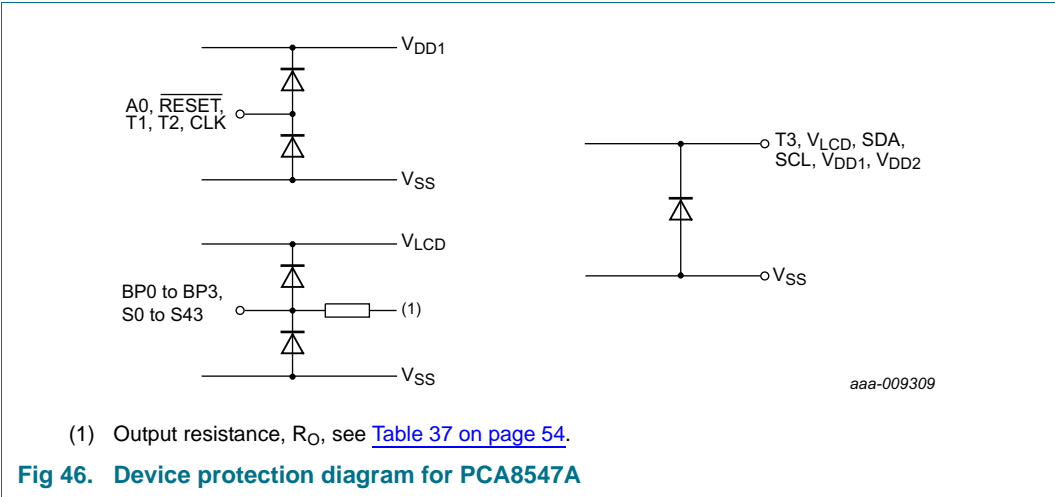 VDD1
A0, RESET,
T1, T2, CLK
VSS
VLCD
BP0 to BP3,
S0 to S43
(1)
VSS
T3, VLCD, SDA,
SCL, VDD1, VDD2
VSS
aaa-009309
(1) Output resistance, RO, see Table 37 on page 54.
Fig 46. Device protection diagram for PCA8547A